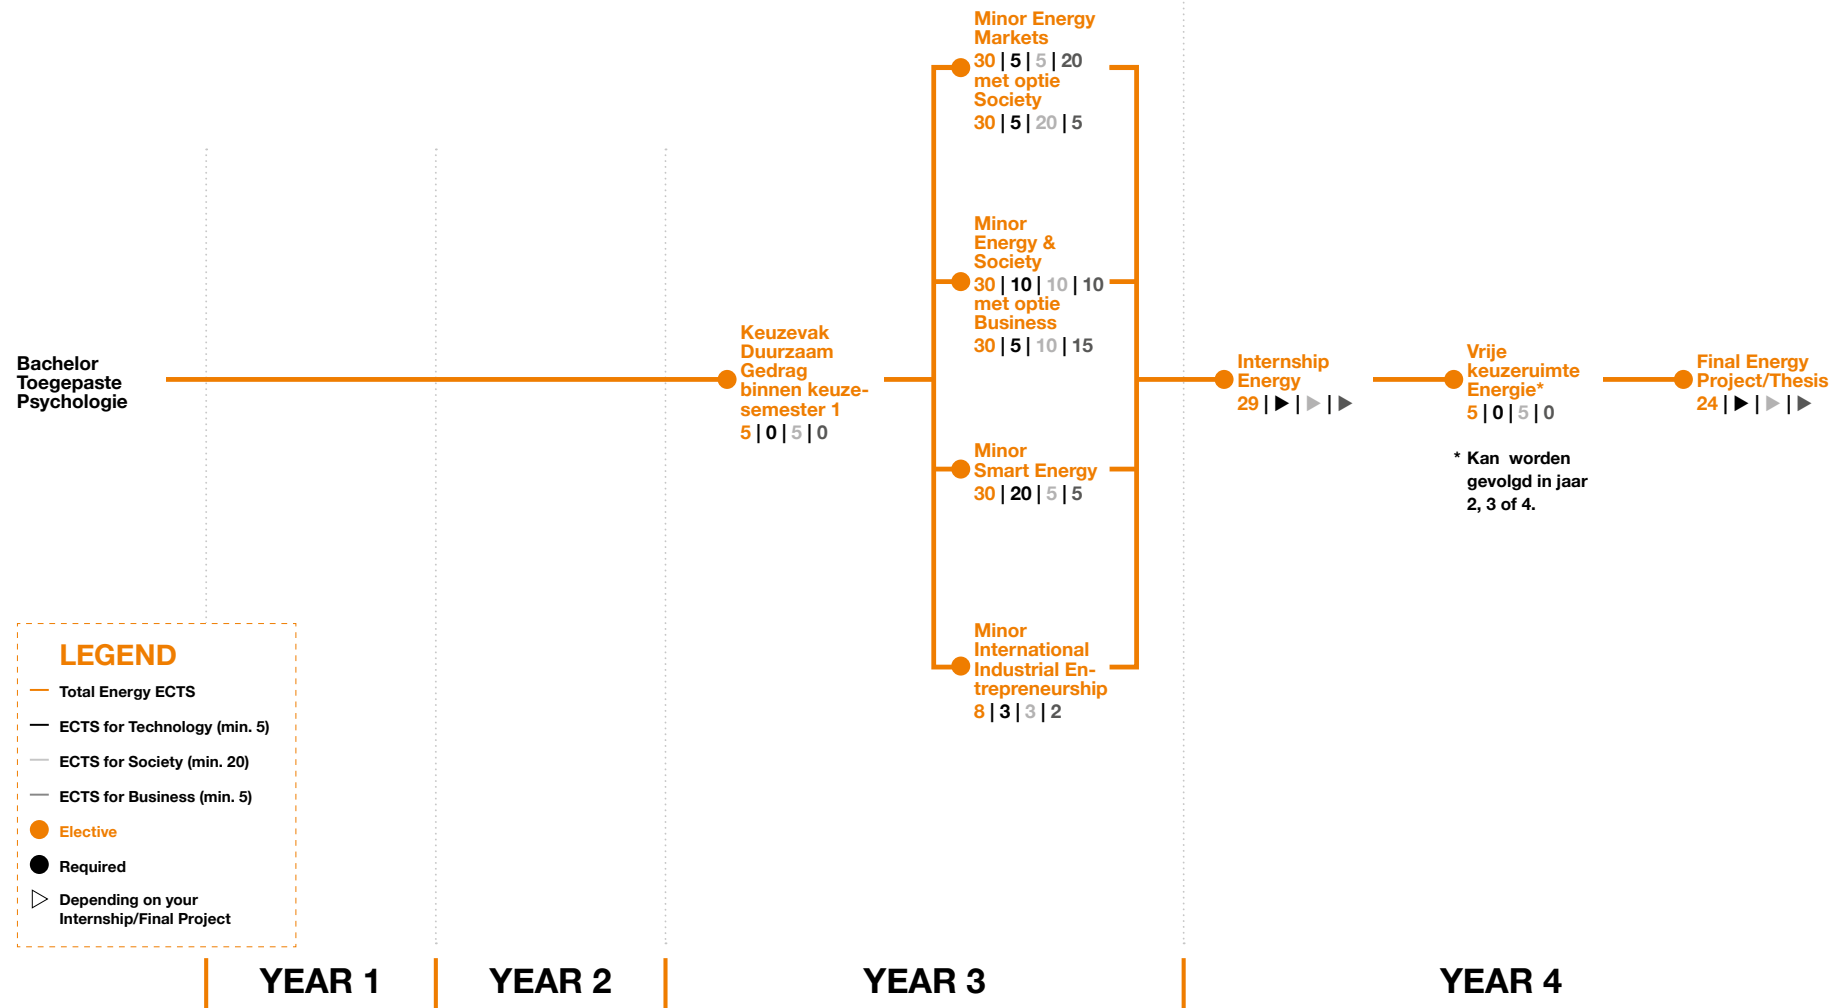 Bachelor
Toegepaste
Psychologie
Keuzevak
Duurzaam
Gedrag
binnen keuze-
semester 1
5 | 0 | 5 | 0
Minor Energy
Markets
30 | 5 | 5 | 20
met optie
Society
30 | 5 | 20 | 5
Minor
Energy &
Society
30 | 10 | 10 | 10
met optie
Business
30 | 5 | 10 | 15
Minor
Smart Energy
30 | 20 | 5 | 5
Minor
International
Industrial En-
trepreneurship
8 | 3 | 3 | 2
Internship
Energy
29 | ▶ | ▶ | ▶
Vrije
keuzeruimte
Energie*
5 | 0 | 5 | 0
* Kan worden
gevolgd in jaar
2, 3 of 4.
Final Energy
Project/Thesis
24 | ▶ | ▶ | ▶
LEGEND
Total Energy ECTS
ECTS for Technology (min. 5)
ECTS for Society (min. 20)
ECTS for Business (min. 5)
Elective
Required
Depending on your
Internship/Final Project
YEAR 1
YEAR 2
YEAR 3
YEAR 4